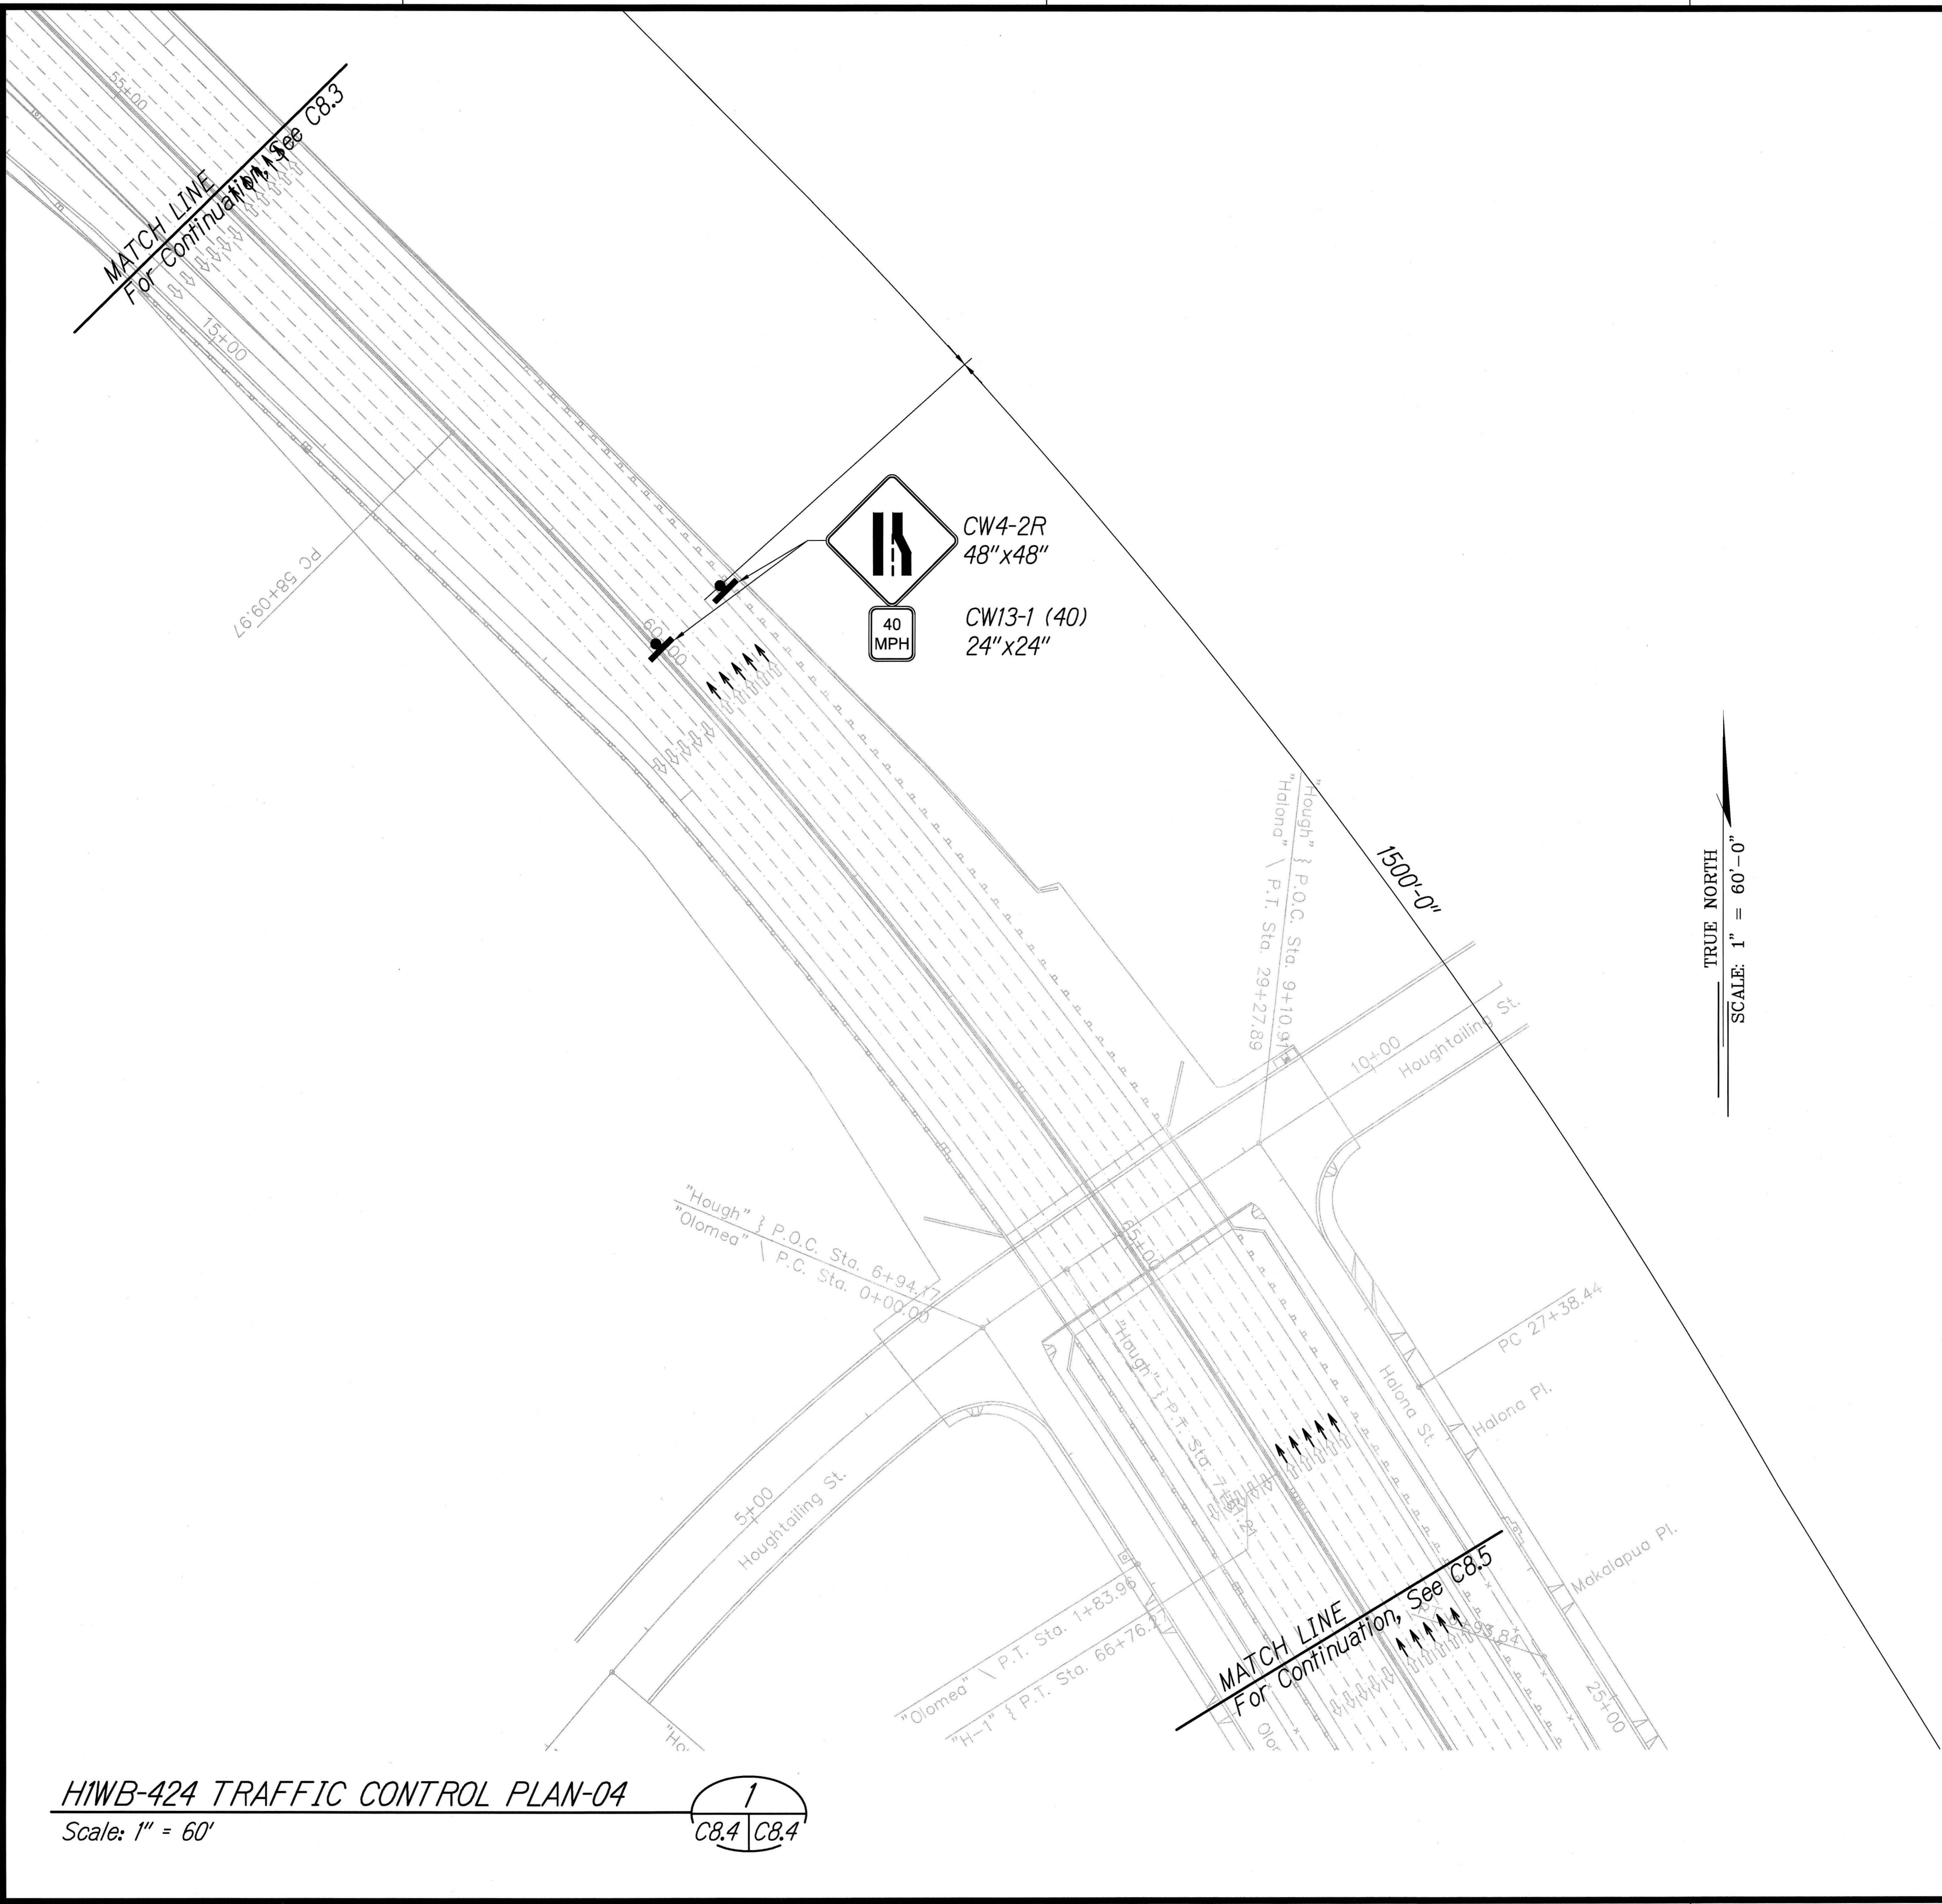 55+00
MATCH LINE
For Continuation, See C8.3
15+00
PC 58+09.97
CW4-2R
48"x48"
40
MPH
CW13-1 (40)
24"x24"
60+00
"Hough" } P.O.C. Sta. 9+10.91
"Halona" \ P.T. Sta. 29+27.89
1500'-0"
TRUE NORTH
SCALE: 1" = 60'-0"
10+00
Houghtailing St.
"Hough" } P.O.C. Sta. 6+94.17
"Olomea" \ P.C. Sta. 0+00.00
65+00
PC 27+38.44
Halona St.
Halona Pl.
"Hough" } P.T. Sta.
5+00
Houghtailing St.
Makalapua Pl.
"Olomea" \ P.T. Sta. 1+83.96
"H-1" } P.T. Sta. 66+76.
MATCH LINE
For Continuation, See C8.5
25+00
H1WB-424 TRAFFIC CONTROL PLAN-04
Scale: 1" = 60'
1
C8.4 C8.4